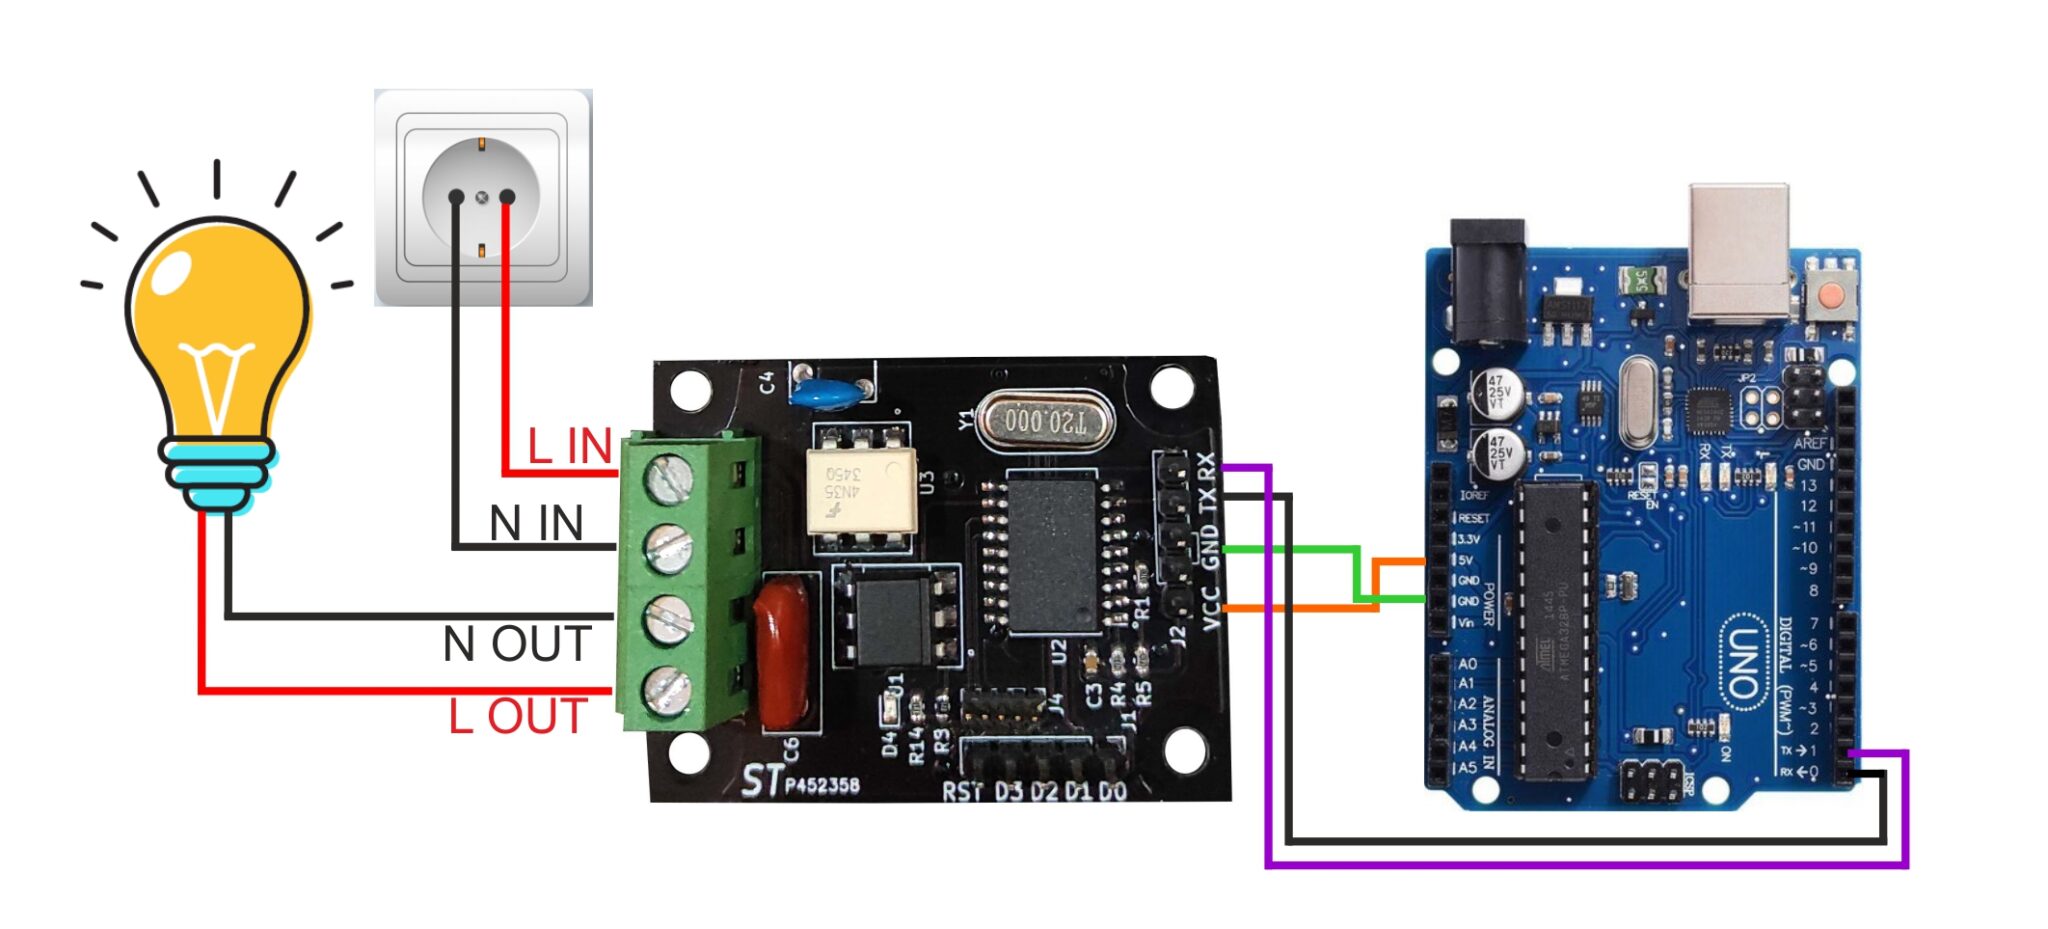 L IN
N IN
N OUT
L OUT
C4
Y1
T20.000
4N35
345Q
U3
U1
U2
C6
D4
R14
R3
J4
C3
R4
R5
R1
J1
J2
RX
TX
GND
VCC
ST P452358
RST D3 D2 D1 D0
47
25V
VT
47
25V
VT
JP2
RX
TX
L
RESET
EN
IOREF
RESET
3.3V
5V
GND
GND
Vin
POWER
A0
A1
A2
A3
A4
A5
ANALOG IN
ATMEL 1445
ATMEGA328P-PU
AREF
GND
13
12
~11
~10
~9
8
7
~6
~5
4
~3
2
TX→1
RX←0
DIGITAL (PWM~)
UNO
ON
ICSP